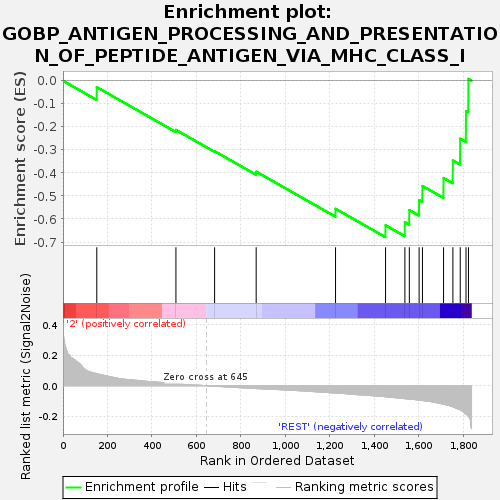 Enrichment plot:
GOBP_ANTIGEN_PROCESSING_AND_PRESENTATIO
N_OF_PEPTIDE_ANTIGEN_VIA_MHC_CLASS_I
Enrichment score (ES)
0.0
-0.1
-0.2
-0.3
-0.4
-0.5
-0.6
-0.7
'2' (positively correlated)
Ranked list metric (Signal2Noise)
0.4
0.2
0.0
-0.2
Zero cross at 645
'REST' (negatively correlated)
0 200 400 600 800 1,000 1,200 1,400 1,600 1,800
Rank in Ordered Dataset
Enrichment profile Hits Ranking metric scores